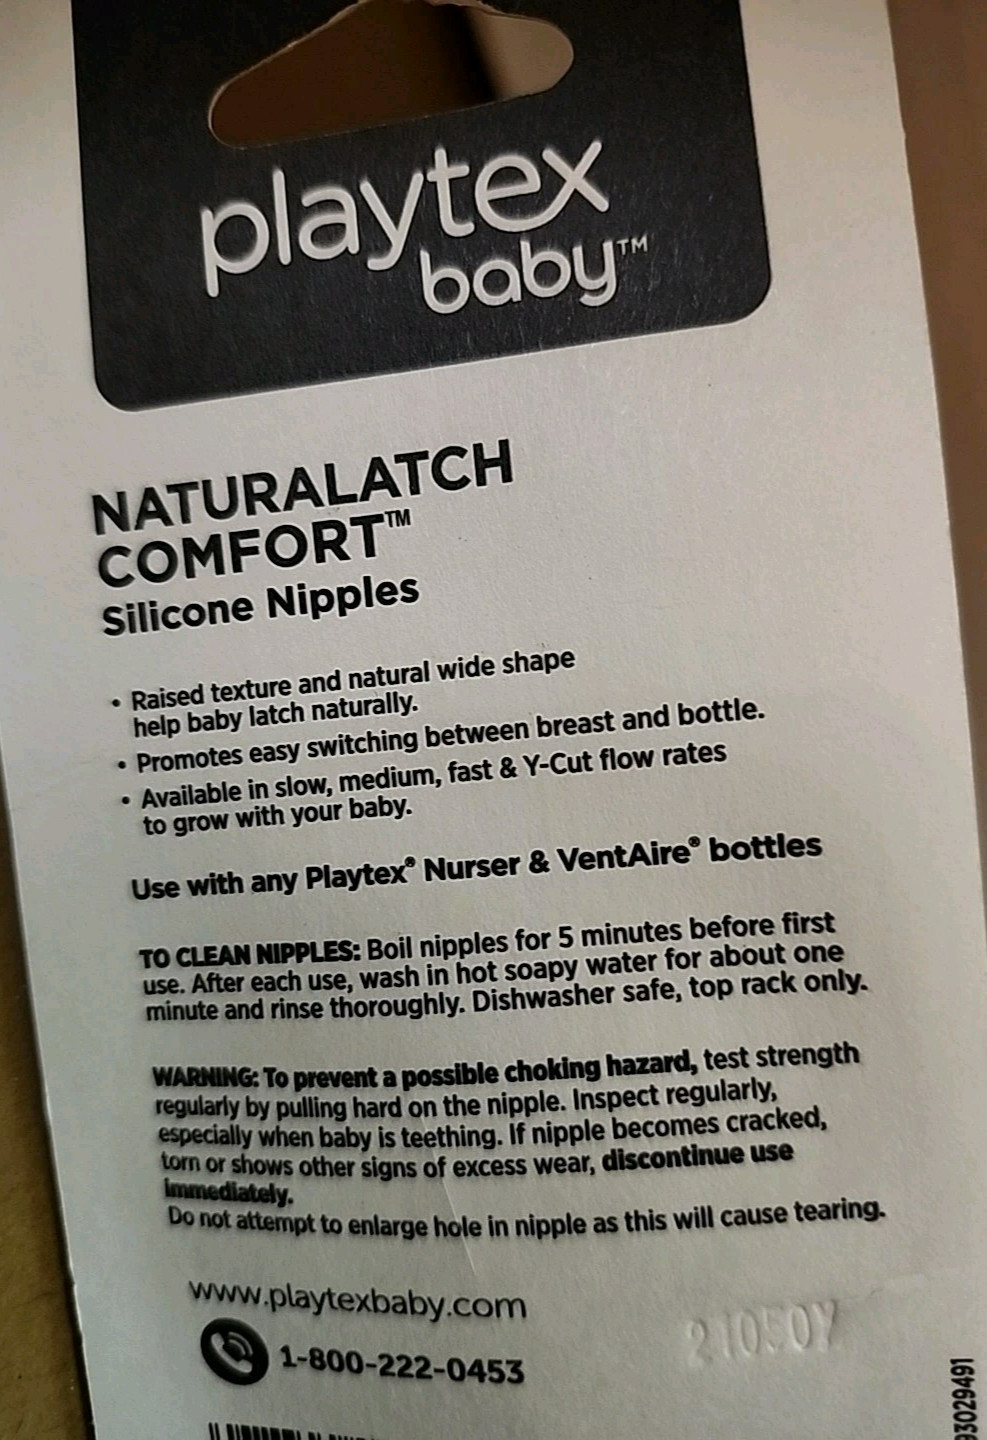 playtex
baby™
NATURALATCH
COMFORT™
Silicone Nipples
• Raised texture and natural wide shape
help baby latch naturally.
• Promotes easy switching between breast and bottle.
• Available in slow, medium, fast & Y-Cut flow rates
to grow with your baby.
Use with any Playtex® Nurser & VentAire® bottles
TO CLEAN NIPPLES: Boil nipples for 5 minutes before first
use. After each use, wash in hot soapy water for about one
minute and rinse thoroughly. Dishwasher safe, top rack only.
WARNING: To prevent a possible choking hazard, test strength
regularly by pulling hard on the nipple. Inspect regularly,
especially when baby is teething. If nipple becomes cracked,
torn or shows other signs of excess wear, discontinue use
immediately.
Do not attempt to enlarge hole in nipple as this will cause tearing.
www.playtexbaby.com
1-800-222-0453
93029491